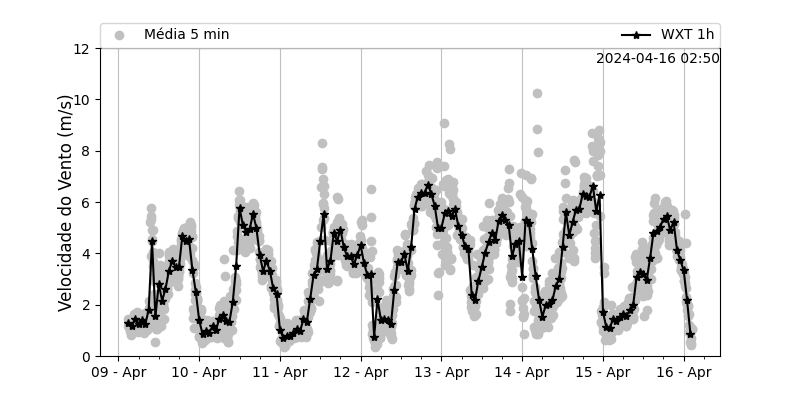 Média 5 min
WXT 1h
2024-04-16 02:50
Velocidade do Vento (m/s)
12
10
8
6
4
2
0
09 - Apr
10 - Apr
11 - Apr
12 - Apr
13 - Apr
14 - Apr
15 - Apr
16 - Apr